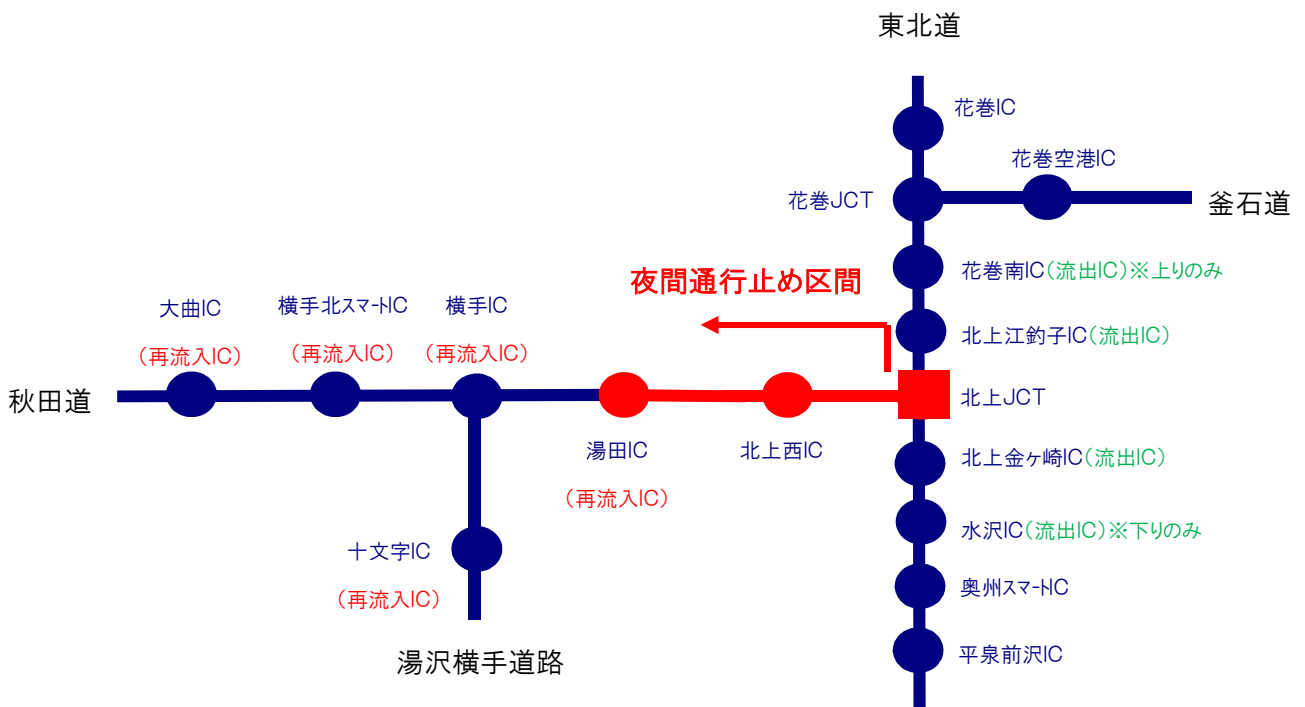 東北道
花巻IC
花巻空港IC
花巻JCT
釜石道
花巻南IC(流出IC)※上りのみ
夜間通行止め区間
大曲IC
(再流入IC)
横手北スマートIC
(再流入IC)
横手IC
(再流入IC)
北上江釣子IC(流出IC)
秋田道
北上JCT
湯田IC
(再流入IC)
北上西IC
北上金ヶ崎IC(流出IC)
水沢IC(流出IC)※下りのみ
十文字IC
(再流入IC)
奥州スマートIC
湯沢横手道路
平泉前沢IC